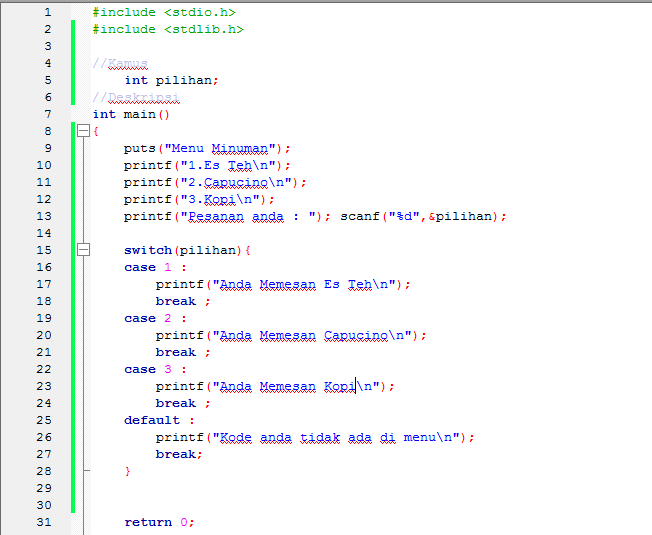 1 #include <stdio.h>
2 #include <stdlib.h>
3
4 //Kamus
5 int pilihan;
6 //Deskripsi
7 int main()
8 {
9 puts("Menu Minuman");
10 printf("1.Es Teh\n");
11 printf("2.Capucino\n");
12 printf("3.Kopi\n");
13 printf("Pesanan anda : "); scanf("%d",&pilihan);
14
15 switch(pilihan){
16 case 1 :
17 printf("Anda Memesan Es Teh\n");
18 break ;
19 case 2 :
20 printf("Anda Memesan Capucino\n");
21 break ;
22 case 3 :
23 printf("Anda Memesan Kopi\n");
24 break ;
25 default :
26 printf("Kode anda tidak ada di menu\n");
27 break;
28 }
29
30
31 return 0;